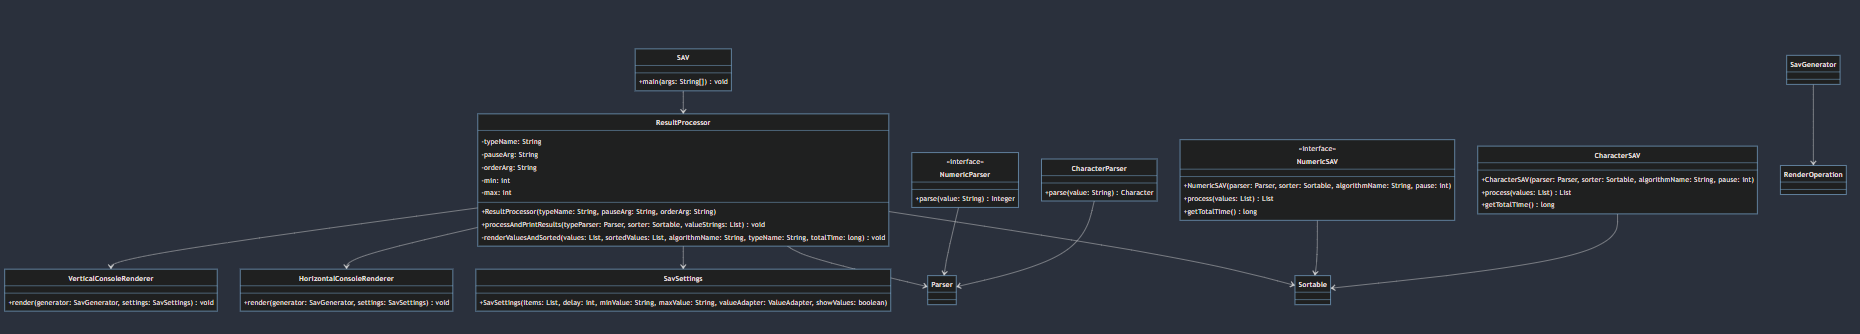 SAV
+main(args: String[]) : void
ResultProcessor
-typeName: String
-pauseArg: String
-orderArg: String
-min: Int
-max: Int
+ResultProcessor(typeName: String, pauseArg: String, orderArg: String)
+processAndPrintResults(typeParser: Parser, sorter: Sortable, valueStrings: List) : void
-renderValuesAndSorted(values: List, sortedValues: List, algorithmName: String, typeName: String, totalTime: long) : void
«Interface»
NumericParser
+parse(value: String) : Integer
CharacterParser
+parse(value: String) : Character
«Interface»
NumericSAV
+NumericSAV(parser: Parser, sorter: Sortable, algorithmName: String, pause: Int)
+process(values: List) : List
+getTotalTime() : long
CharacterSAV
+CharacterSAV(parser: Parser, sorter: Sortable, algorithmName: String, pause: Int)
+process(values: List) : List
+getTotalTime() : long
SavGenerator
RenderOperation
VerticalConsoleRenderer
+render(generator: SavGenerator, settings: SavSettings) : void
HorizontalConsoleRenderer
+render(generator: SavGenerator, settings: SavSettings) : void
SavSettings
+SavSettings(items: List, delay: Int, minValue: String, maxValue: String, valueAdapter: ValueAdapter, showValues: boolean)
Parser
Sortable